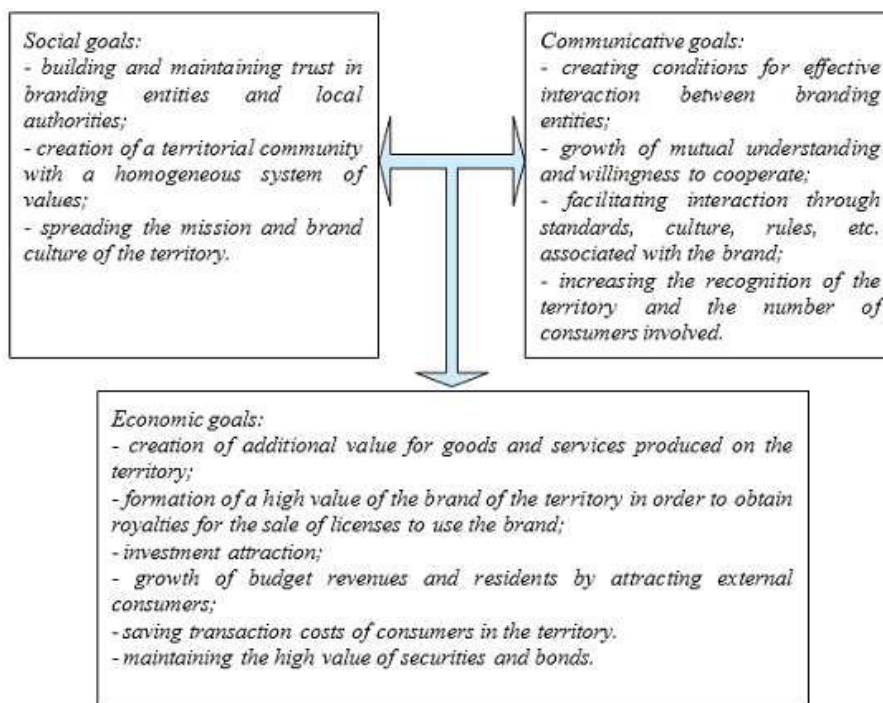 Social goals:
- building and maintaining trust in
branding entities and local
authorities;
- creation of a territorial community
with a homogeneous system of
values;
- spreading the mission and brand
culture of the territory.
Communicative goals:
- creating conditions for effective
interaction between branding
entities;
- growth of mutual understanding
and willingness to cooperate;
- facilitating interaction through
standards, culture, rules, etc.
associated with the brand;
- increasing the recognition of the
territory and the number of
consumers involved.
Economic goals:
- creation of additional value for goods and services produced on the
territory;
- formation of a high value of the brand of the territory in order to obtain
royalties for the sale of licenses to use the brand;
- investment attraction;
- growth of budget revenues and residents by attracting external
consumers;
- saving transaction costs of consumers in the territory.
- maintaining the high value of securities and bonds.